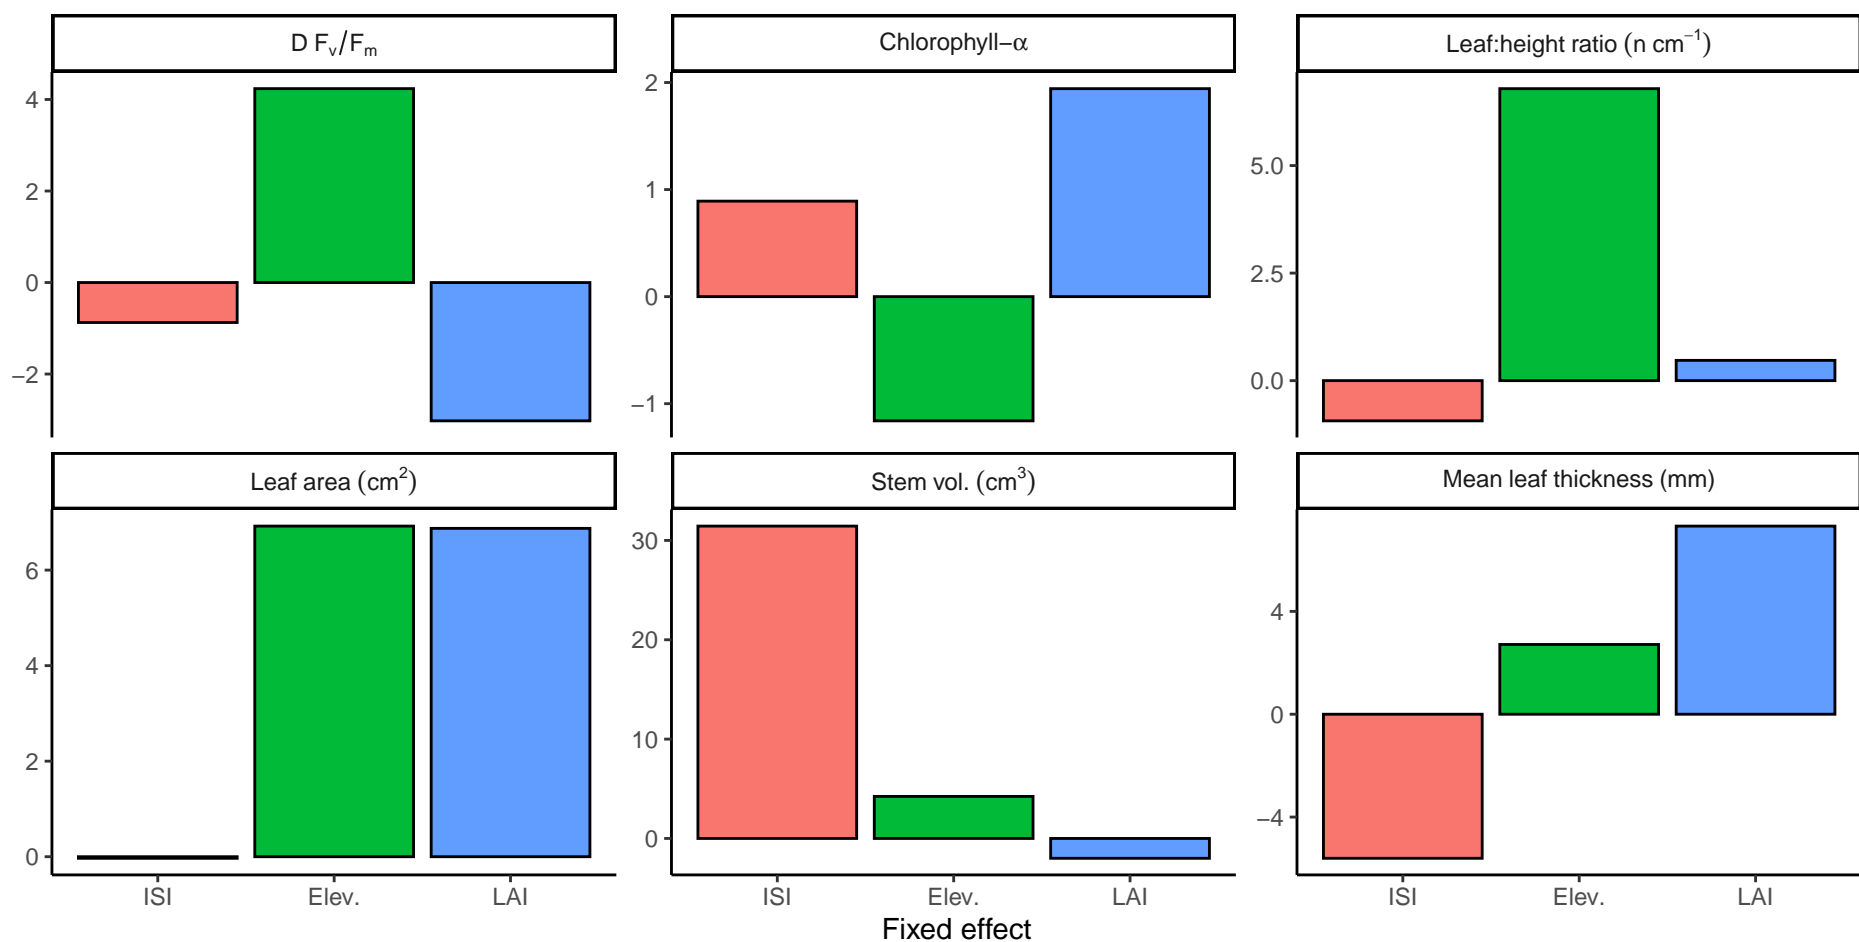 D Fv/Fm
Chlorophyll−α
Leaf:height ratio (n cm−1)
4
2
0
−2
2
1
0
−1
5.0
2.5
0.0
Leaf area (cm2)
Stem vol. (cm3)
Mean leaf thickness (mm)
6
4
2
0
30
20
10
0
4
0
−4
ISI Elev. LAI
ISI Elev. LAI
ISI Elev. LAI
Fixed effect